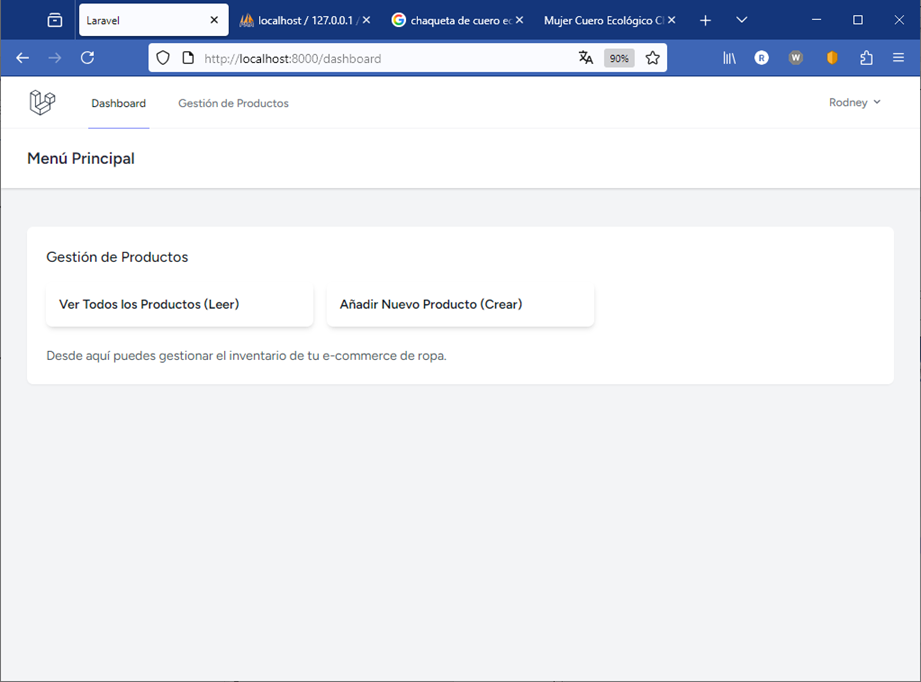 Laravel
localhost / 127.0.0.1 /
chaqueta de cuero ec
Mujer Cuero Ecológico Cl
http://localhost:8000/dashboard
90%
R
W
Dashboard
Gestión de Productos
Rodney
Menú Principal
Gestión de Productos
Ver Todos los Productos (Leer)
Añadir Nuevo Producto (Crear)
Desde aquí puedes gestionar el inventario de tu e-commerce de ropa.